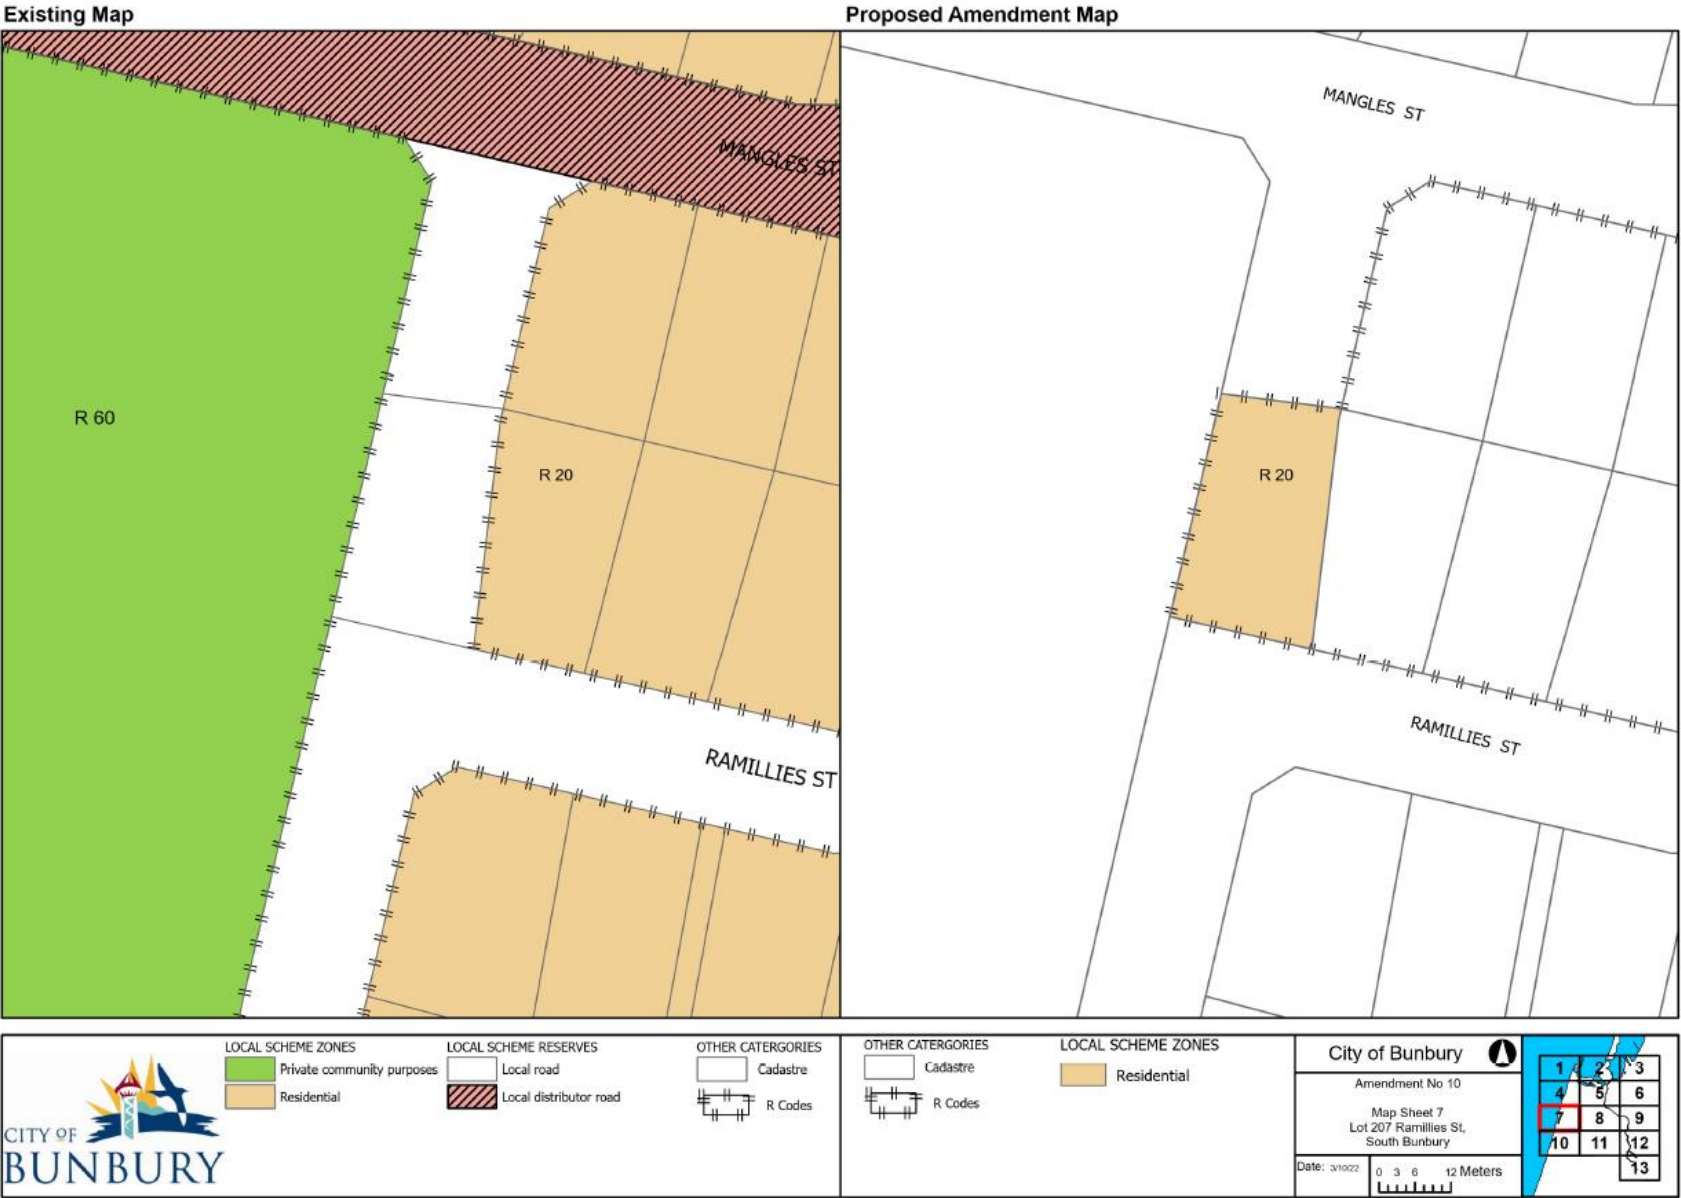 Existing Map
Proposed Amendment Map
MANGLES ST
R 60
R 20
RAMILLIES ST
MANGLES ST
R 20
RAMILLIES ST
CITY OF
BUNBURY
LOCAL SCHEME ZONES
Private community purposes
Residential
LOCAL SCHEME RESERVES
Local road
Local distributor road
OTHER CATERGORIES
Cadastre
R Codes
OTHER CATERGORIES
Cadastre
R Codes
LOCAL SCHEME ZONES
Residential
City of Bunbury
Amendment No 10
Map Sheet 7
Lot 207 Ramillies St,
South Bunbury
Date: 3/10/22
0 3 6 12 Meters
1 2 3
4 5 6
7 8 9
10 11 12
13